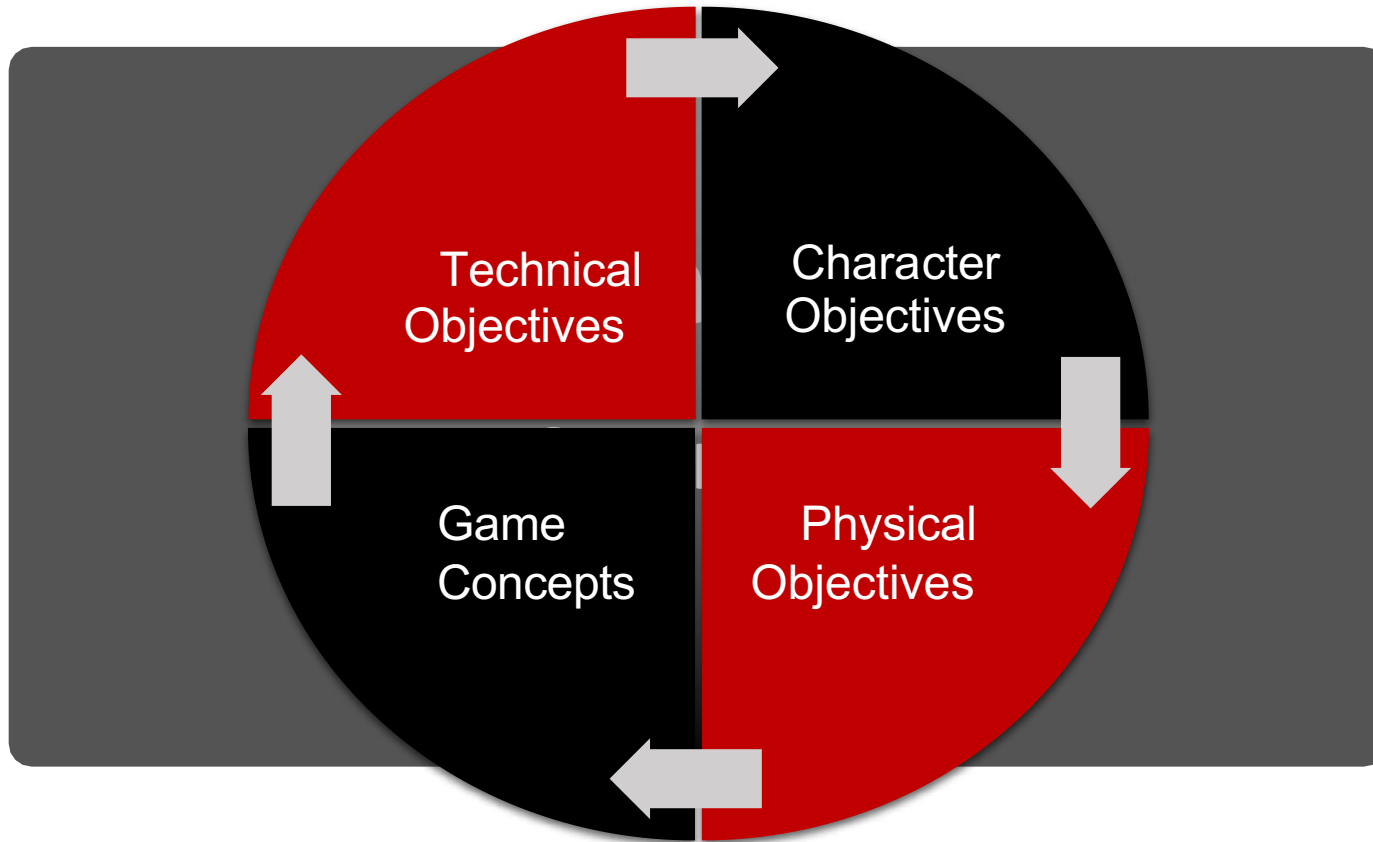 Technical
Objectives
Character
Objectives
Game
Concepts
Physical
Objectives